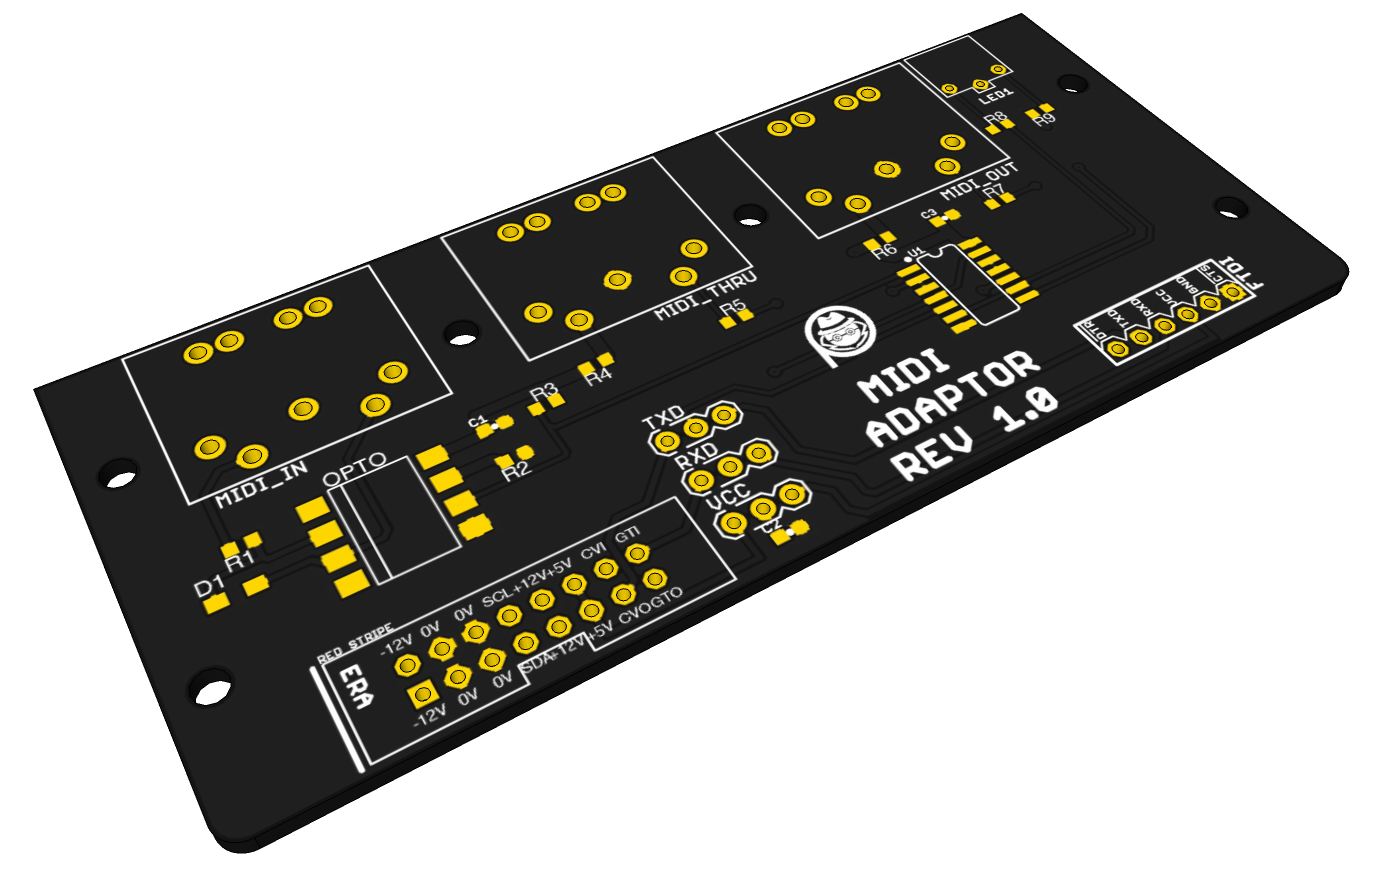 LED1
R8
R9
MIDI_OUT
R7
C3
R6
U1
MIDI_THRU
R5
FTDI
DTR
TXD
RXD
VCC
GND
CTS
MIDI
ADAPTOR
REV 1.0
R4
R3
C1
R2
MIDI_IN
OPTO
R1
D1
TXD
RXD
VCC
C2
RED STRIPE
ERA
-12V 0V 0V SCL +12V +5V CVI GTI
-12V 0V 0V SDA +12V +5V CVO GTO